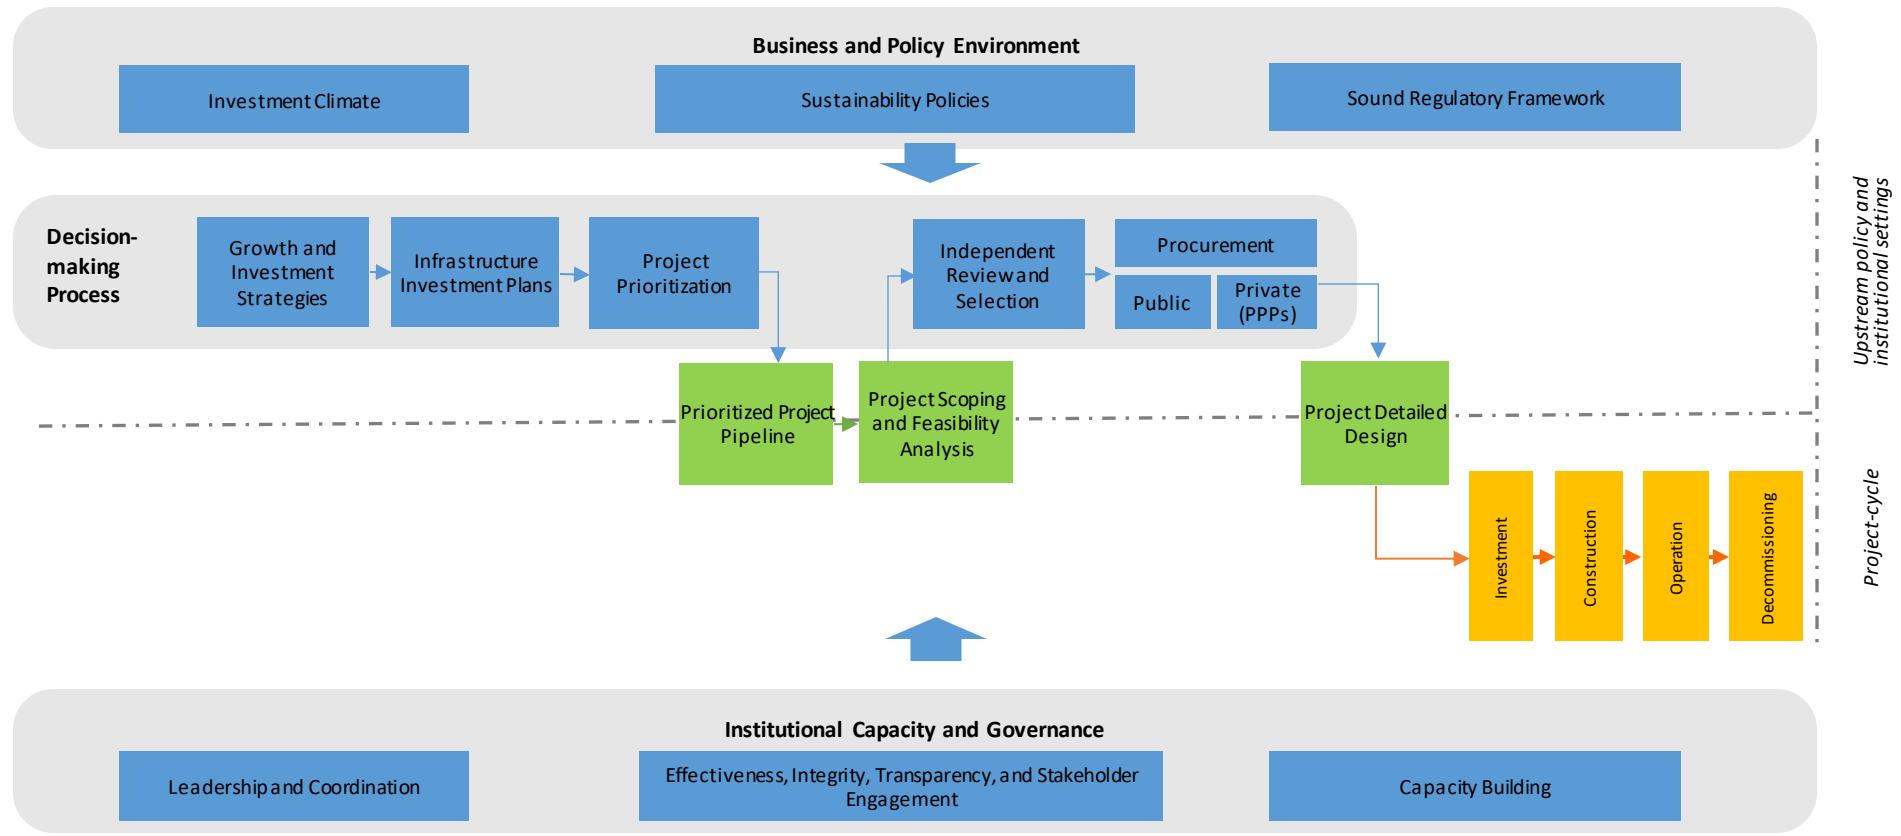 Business and Policy Environment
Investment Climate
Sustainability Policies
Sound Regulatory Framework
Decision-
making
Process
Growth and
Investment
Strategies
Infrastructure
Investment Plans
Project
Prioritization
Independent
Review and
Selection
Procurement
Public
Private
(PPPs)
Upstream policy and
institutional settings
Prioritized Project
Pipeline
Project Scoping
and Feasibility
Analysis
Project Detailed
Design
Investment
Construction
Operation
Decommissioning
Project-cycle
Institutional Capacity and Governance
Leadership and Coordination
Effectiveness, Integrity, Transparency, and Stakeholder
Engagement
Capacity Building